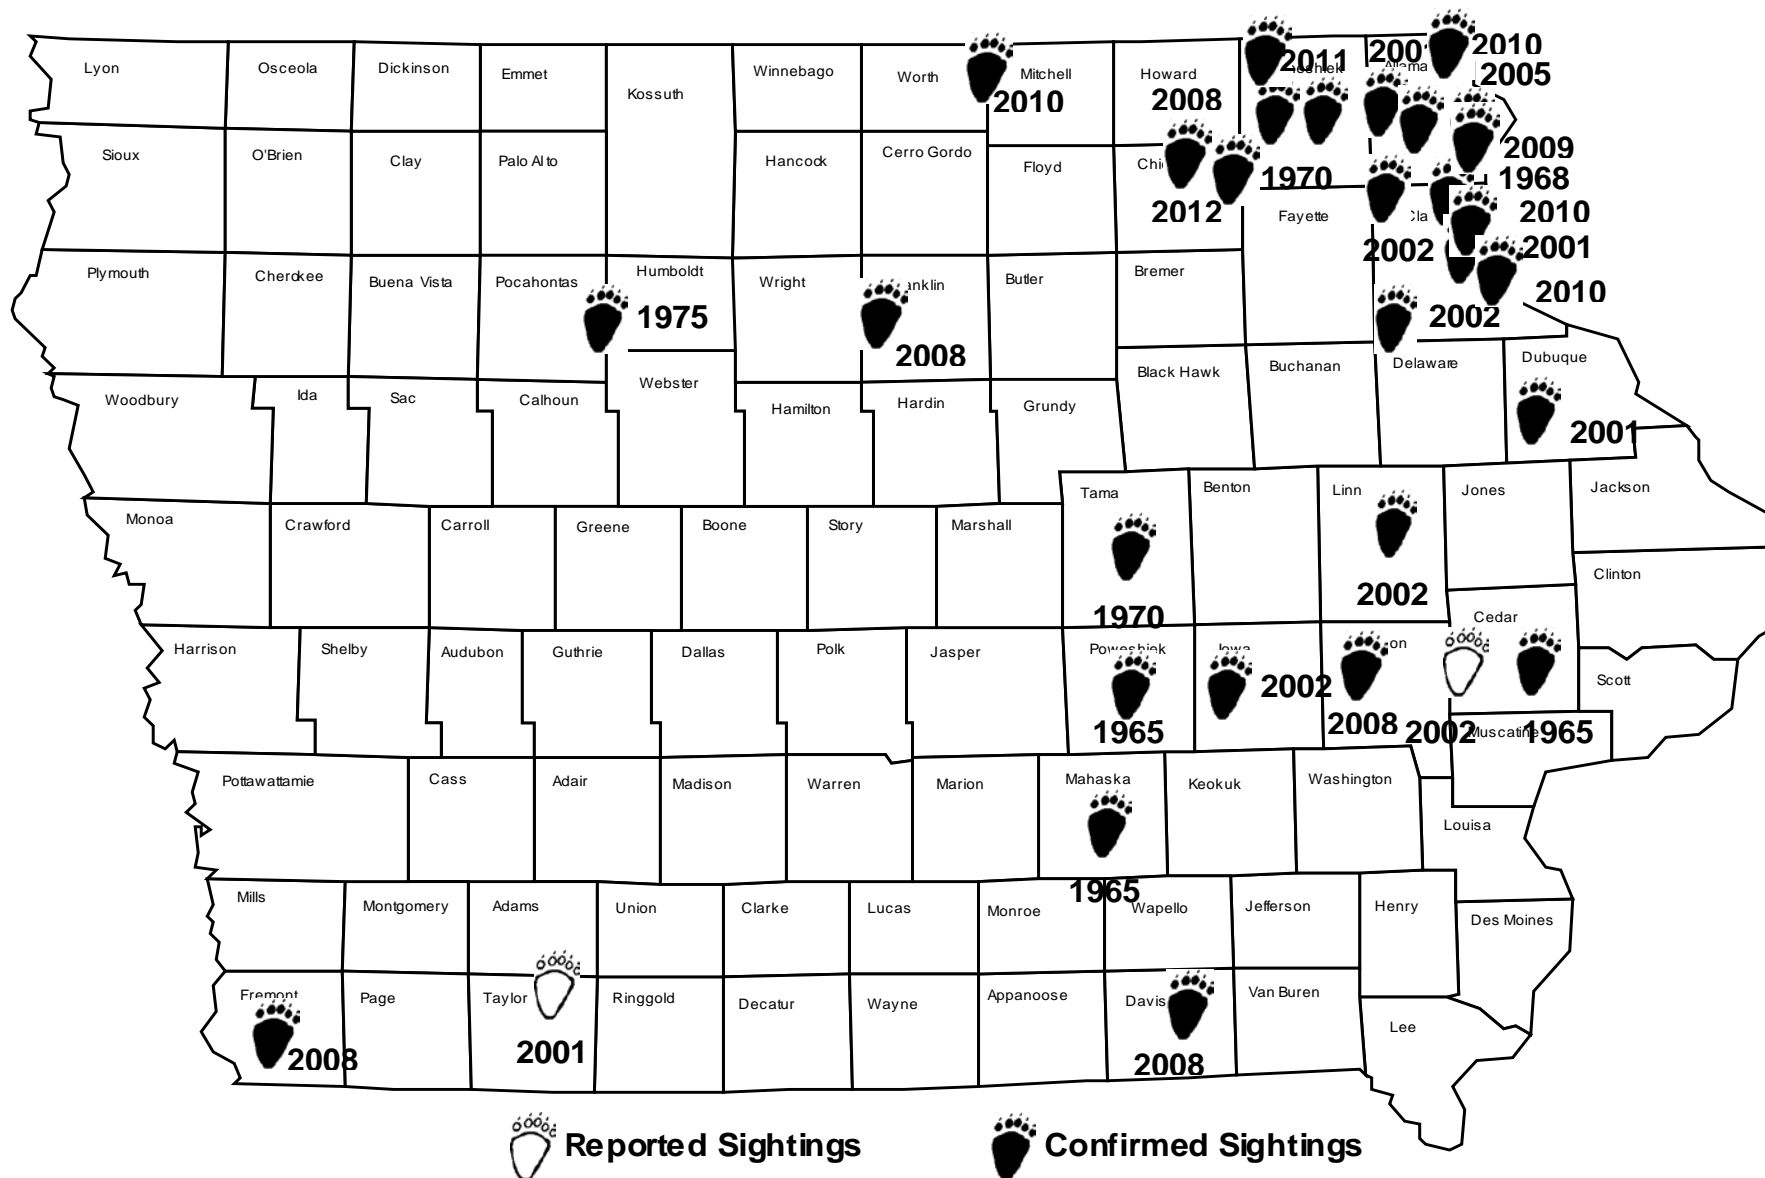 Lyon
Osceola
Dickinson
Emmet
Kossuth
Winnebago
Worth
Mitchell
2010
Howard
2008
2011
2001
2010
2005
Sioux
O'Brien
Clay
Palo Alto
Hancock
Cerro Gordo
Floyd
2012
1970
2009
1968
Fayette
2010
2002
2001
Plymouth
Cherokee
Buena Vista
Pocahontas
Humboldt
1975
Wright
2008
Butler
Bremer
2010
2002
Woodbury
Ida
Sac
Calhoun
Webster
Hamilton
Hardin
Grundy
Black Hawk
Buchanan
Delaware
Dubuque
2001
Monoa
Crawford
Carroll
Greene
Boone
Story
Marshall
Tama
1970
Benton
Linn
2002
Jones
Jackson
Clinton
Cedar
Harrison
Shelby
Audubon
Guthrie
Dallas
Polk
Jasper
Poweshiek
1965
Iowa
2002
on
2008
2002
Muscatine
1965
Scott
Pottawattamie
Cass
Adair
Madison
Warren
Marion
Mahaska
1965
Keokuk
Washington
Louisa
Mills
Montgomery
Adams
Union
Clarke
Lucas
Monroe
Wapello
Jefferson
Henry
Des Moines
Fremont
2008
Page
Taylor
2001
Ringgold
Decatur
Wayne
Appanoose
Davis
2008
Van Buren
Lee
Reported Sightings
Confirmed Sightings